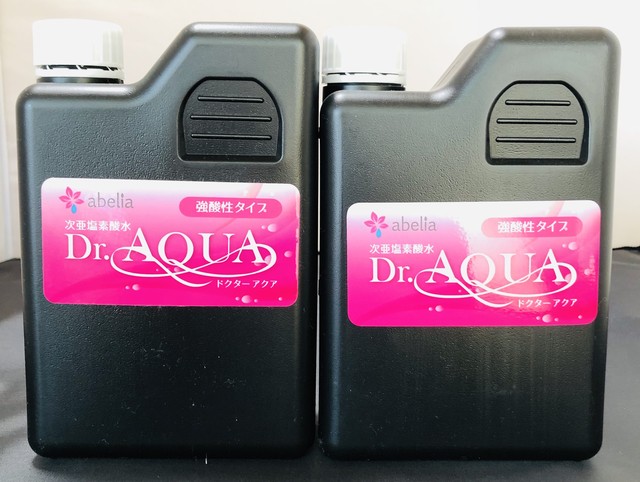 abelia
強酸性タイプ
次亜塩素酸水
Dr. AQUA
ドクターアクア
abelia
強酸性タイプ
次亜塩素酸水
Dr. AQUA
ドクターアクア